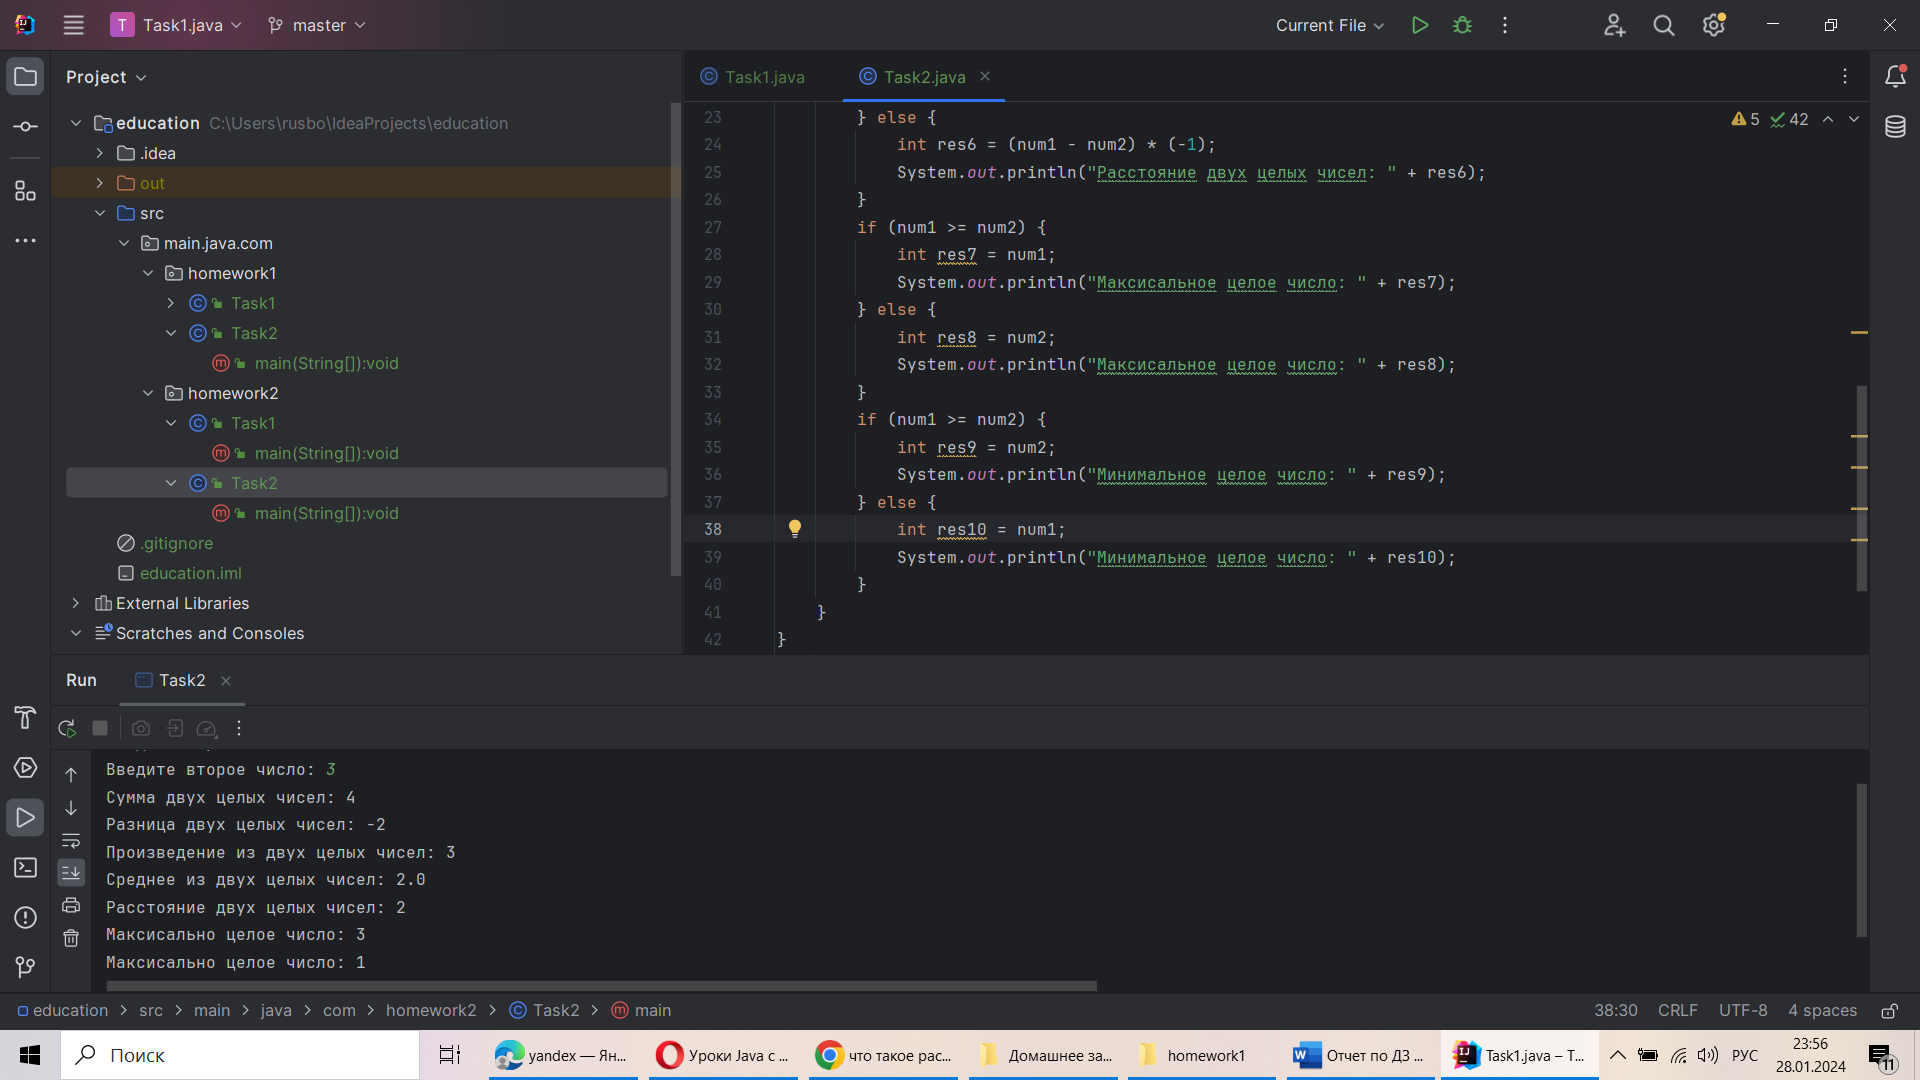 T Task1.java master Current File
Project
Task1.java Task2.java
education C:\Users\rusbo\IdeaProjects\education
.idea
out
src
main.java.com
homework1
Task1
Task2
main(String[]):void
homework2
Task1
main(String[]):void
Task2
main(String[]):void
.gitignore
education.iml
External Libraries
Scratches and Consoles
5 42
23 } else {
24 int res6 = (num1 - num2) * (-1);
25 System.out.println("Расстояние двух целых чисел: " + res6);
26 }
27 if (num1 >= num2) {
28 int res7 = num1;
29 System.out.println("Максисальное целое число: " + res7);
30 } else {
31 int res8 = num2;
32 System.out.println("Максисальное целое число: " + res8);
33 }
34 if (num1 >= num2) {
35 int res9 = num2;
36 System.out.println("Минимальное целое число: " + res9);
37 } else {
38 int res10 = num1;
39 System.out.println("Минимальное целое число: " + res10);
40 }
41 }
42 }
Run Task2
Введите второе число: 3
Сумма двух целых чисел: 4
Разница двух целых чисел: -2
Произведение из двух целых чисел: 3
Среднее из двух целых чисел: 2.0
Расстояние двух целых чисел: 2
Максисально целое число: 3
Максисально целое число: 1
education > src > main > java > com > homework2 > Task2 > main 38:30 CRLF UTF-8 4 spaces
Поиск yandex — Ян... Уроки Java с ... что такое рас... Домашнее за... homework1 Отчет по ДЗ ... Task1.java – T... РУС 23:56
28.01.2024 11